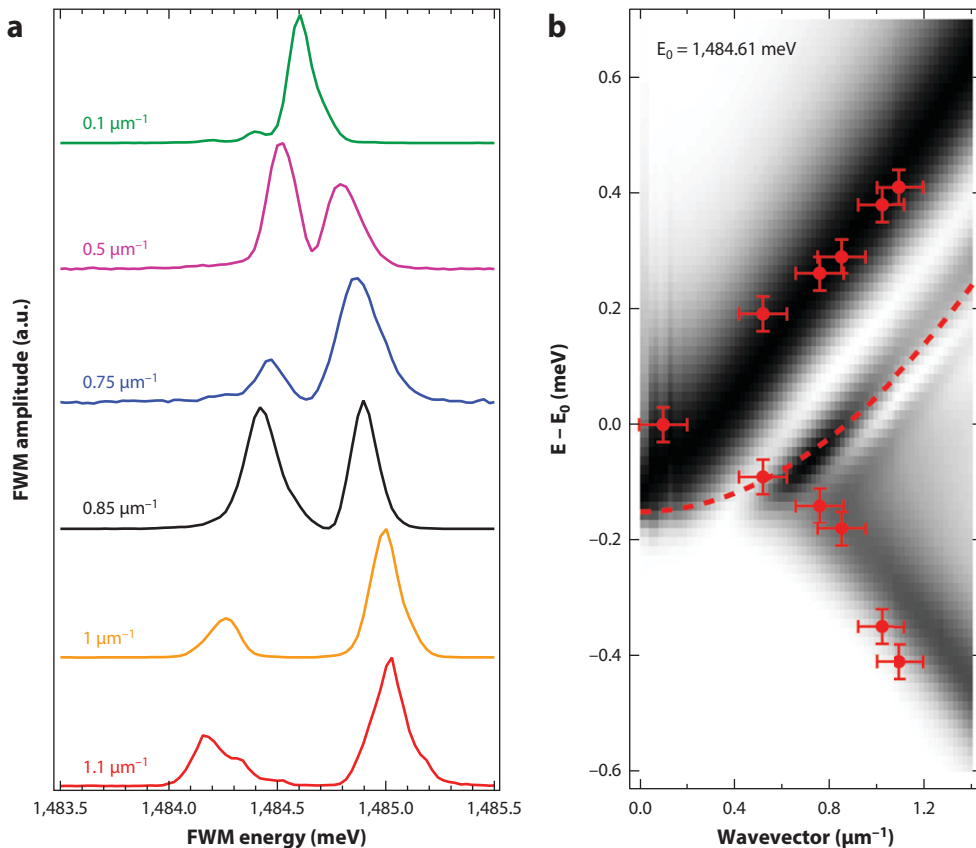 a
0.1 μm⁻¹
0.5 μm⁻¹
0.75 μm⁻¹
0.85 μm⁻¹
1 μm⁻¹
1.1 μm⁻¹
FWM amplitude (a.u.)
1,483.5 1,484.0 1,484.5 1,485.0 1,485.5
FWM energy (meV)
b
E₀ = 1,484.61 meV
0.6
0.4
0.2
0.0
−0.2
−0.4
−0.6
E – E₀ (meV)
0.0 0.4 0.8 1.2
Wavevector (μm⁻¹)